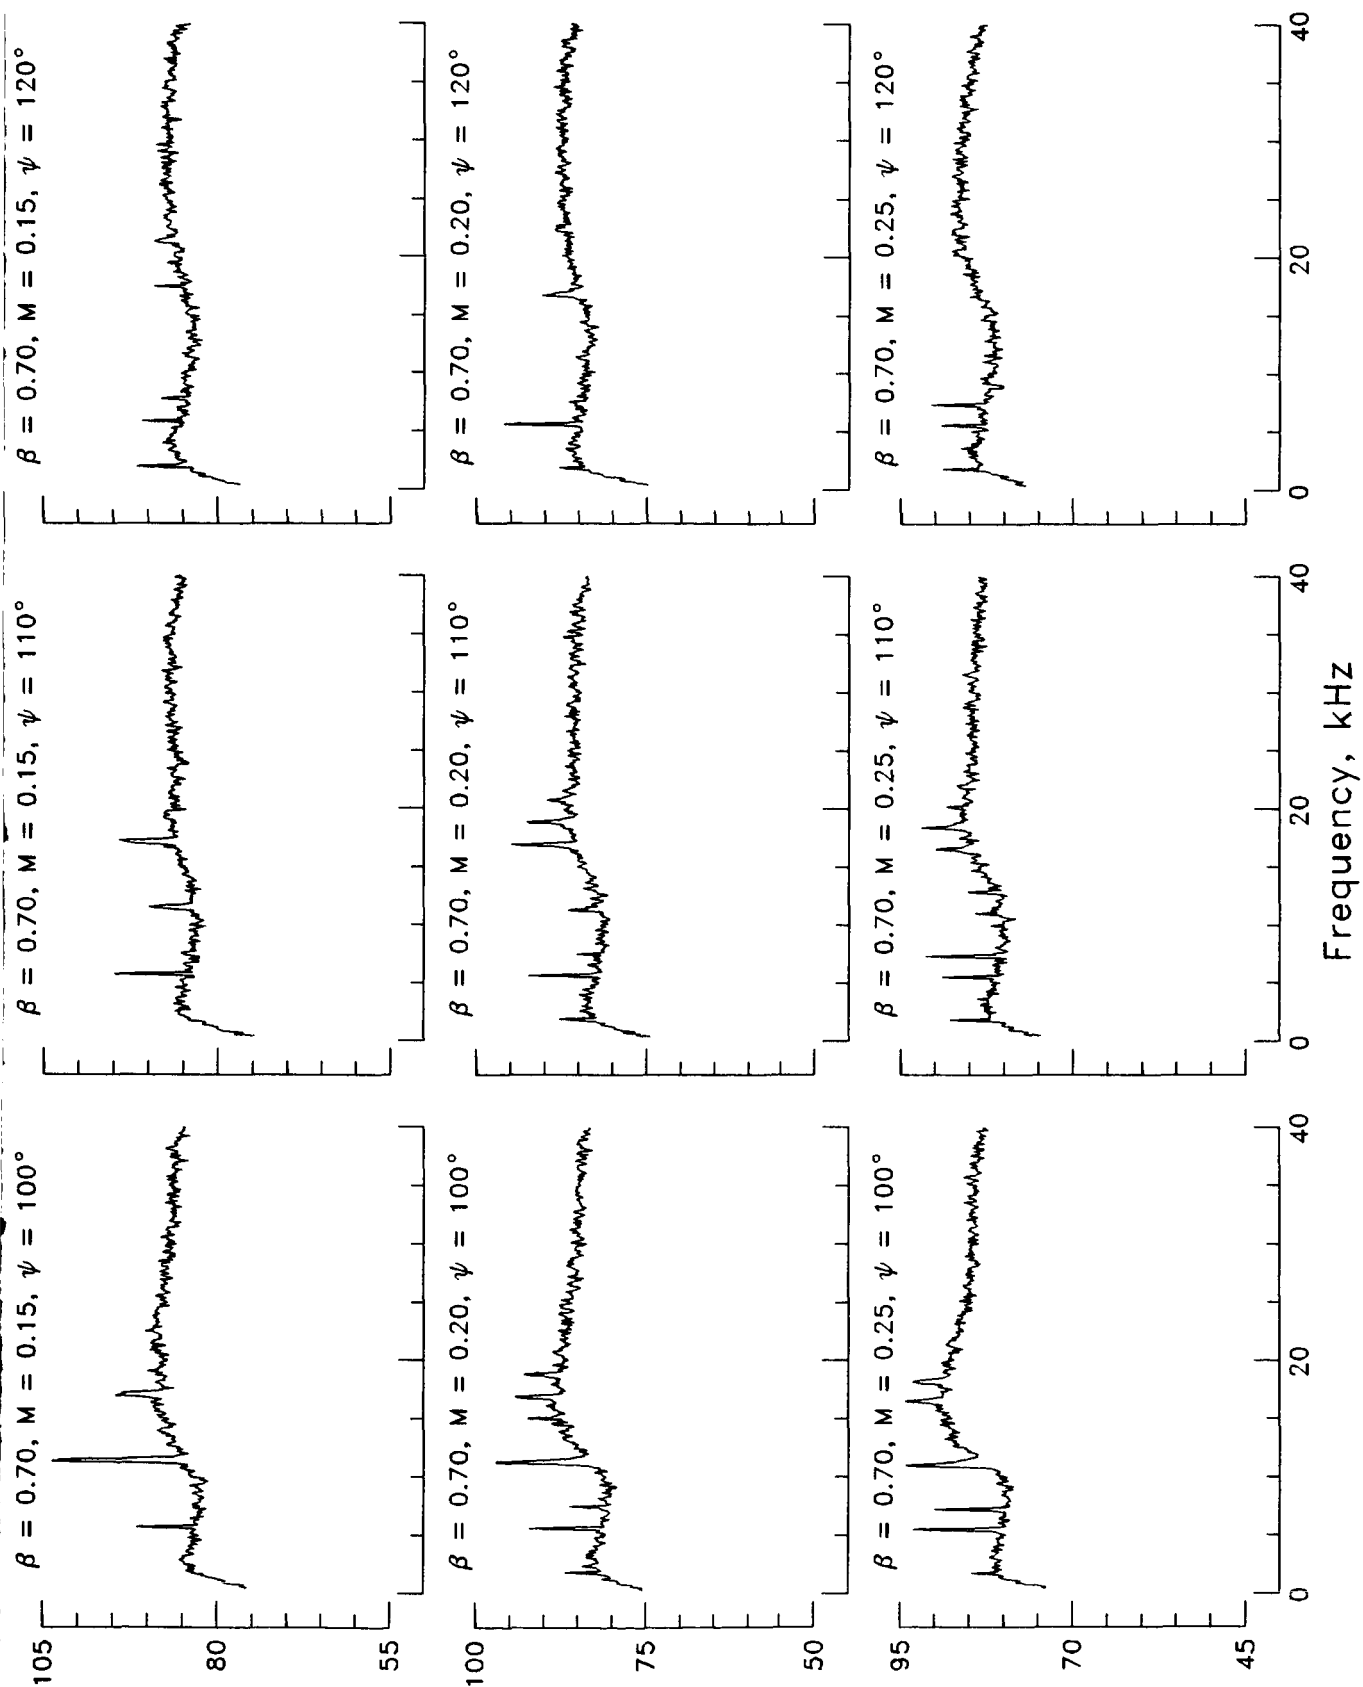 β = 0.70, M = 0.15, ψ = 100°
β = 0.70, M = 0.15, ψ = 110°
β = 0.70, M = 0.15, ψ = 120°
105
80
55
β = 0.70, M = 0.20, ψ = 100°
β = 0.70, M = 0.20, ψ = 110°
β = 0.70, M = 0.20, ψ = 120°
100
75
50
β = 0.70, M = 0.25, ψ = 100°
β = 0.70, M = 0.25, ψ = 110°
β = 0.70, M = 0.25, ψ = 120°
95
70
45
0 20 40 0 20 40 0 20 40
Frequency, kHz